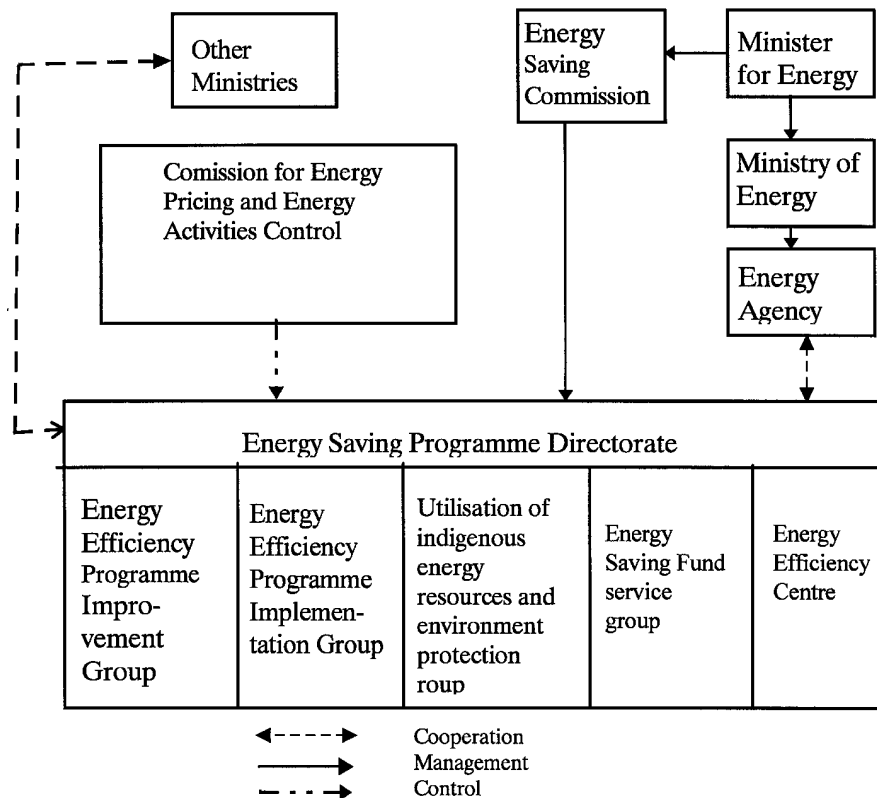 Other
Ministries
Energy
Saving
Commission
Minister
for Energy
Comission for Energy
Pricing and Energy
Activities Control
Ministry of
Energy
Energy
Agency
Energy Saving Programme Directorate
Energy
Efficiency
Programme
Impro-
vement
Group
Energy
Efficiency
Programme
Implemen-
tation Group
Utilisation of
indigenous
energy
resources and
environment
protection
roup
Energy
Saving Fund
service
group
Energy
Efficiency
Centre
Cooperation
Management
Control